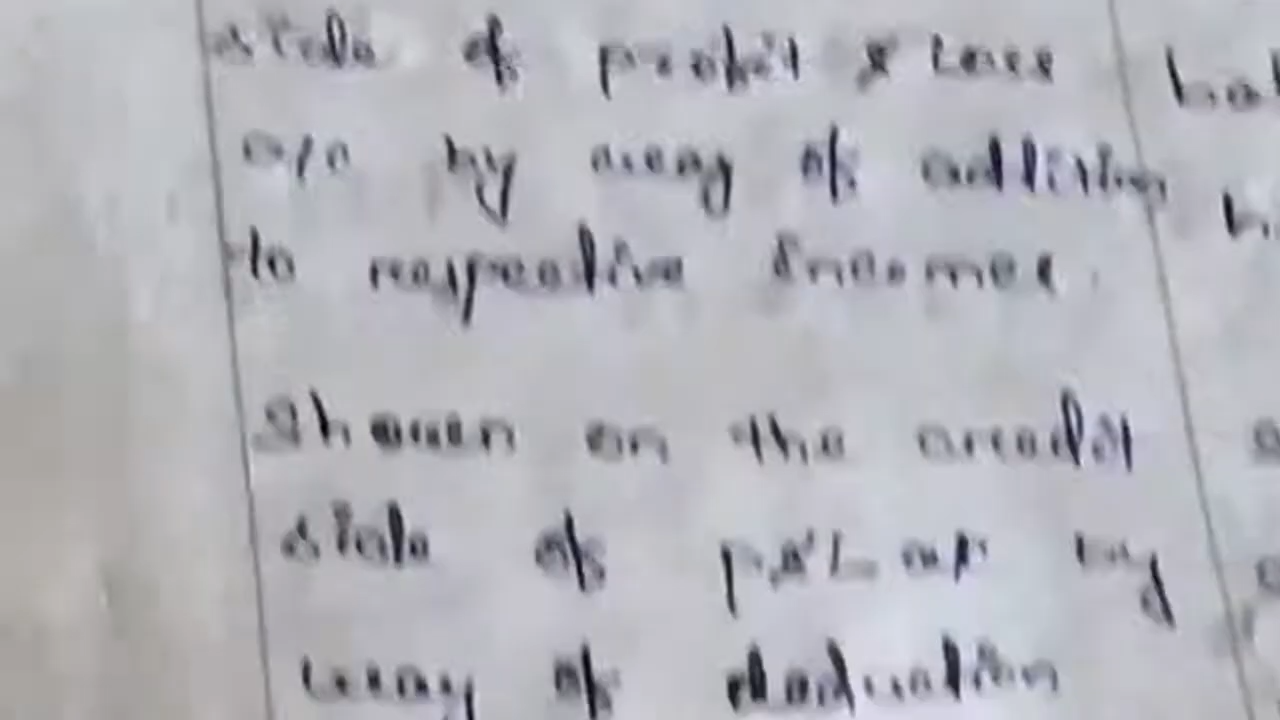 side of profit & Loss
a/c by way of addition
to respective incomes.
Shown on the credit
side of P&L a/c by
way of deduction